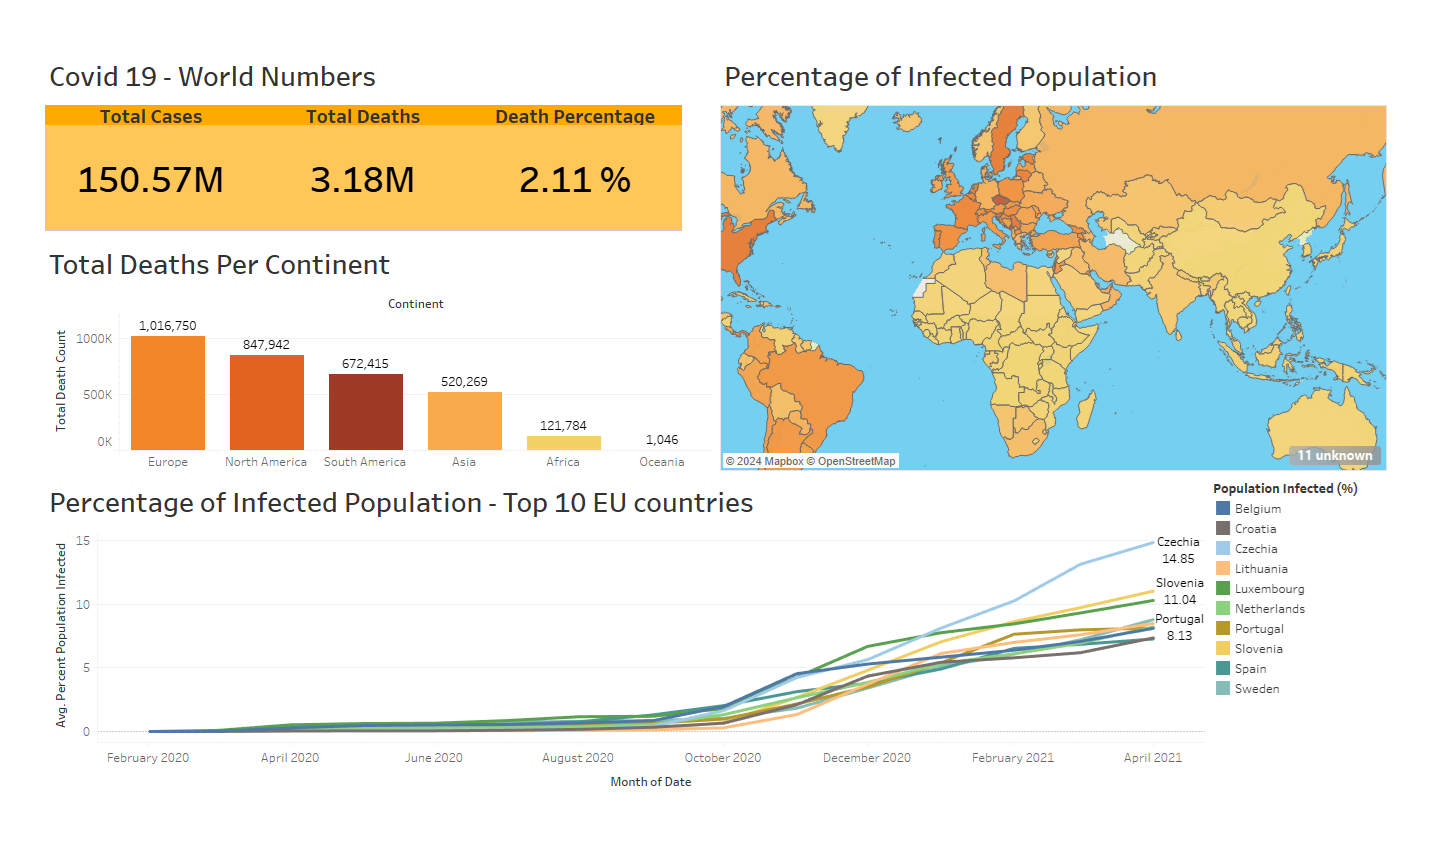 Covid 19 - World Numbers
Total Cases Total Deaths Death Percentage
150.57M 3.18M 2.11 %
Percentage of Infected Population
© 2024 Mapbox © OpenStreetMap
11 unknown
Total Deaths Per Continent
Continent
Total Death Count
1000K
500K
0K
1,016,750
847,942
672,415
520,269
121,784
1,046
Europe North America South America Asia Africa Oceania
Percentage of Infected Population - Top 10 EU countries
Avg. Percent Population Infected
15
10
5
0
Czechia
14.85
Slovenia
11.04
Portugal
8.13
February 2020 April 2020 June 2020 August 2020 October 2020 December 2020 February 2021 April 2021
Month of Date
Population Infected (%)
Belgium
Croatia
Czechia
Lithuania
Luxembourg
Netherlands
Portugal
Slovenia
Spain
Sweden